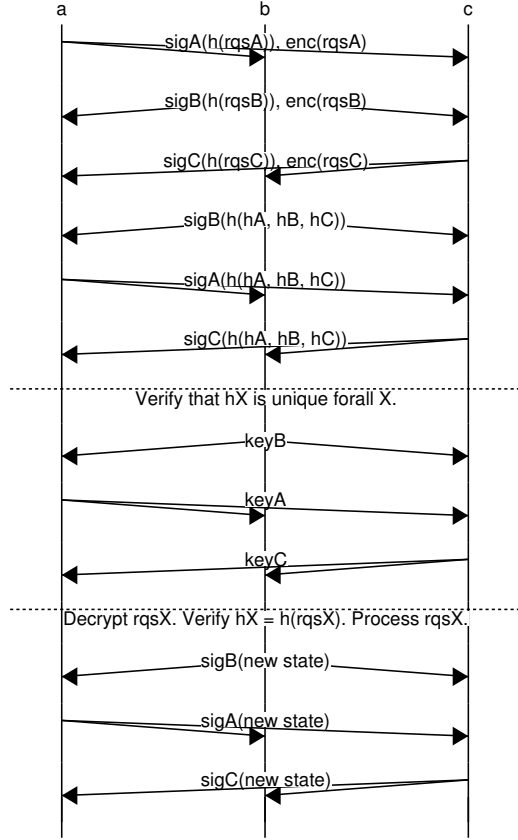 a b c
sigA(h(rqsA)), enc(rqsA)
sigB(h(rqsB)), enc(rqsB)
sigC(h(rqsC)), enc(rqsC)
sigB(h(hA, hB, hC))
sigA(h(hA, hB, hC))
sigC(h(hA, hB, hC))
Verify that hX is unique forall X.
keyB
keyA
keyC
Decrypt rqsX. Verify hX = h(rqsX). Process rqsX.
sigB(new state)
sigA(new state)
sigC(new state)